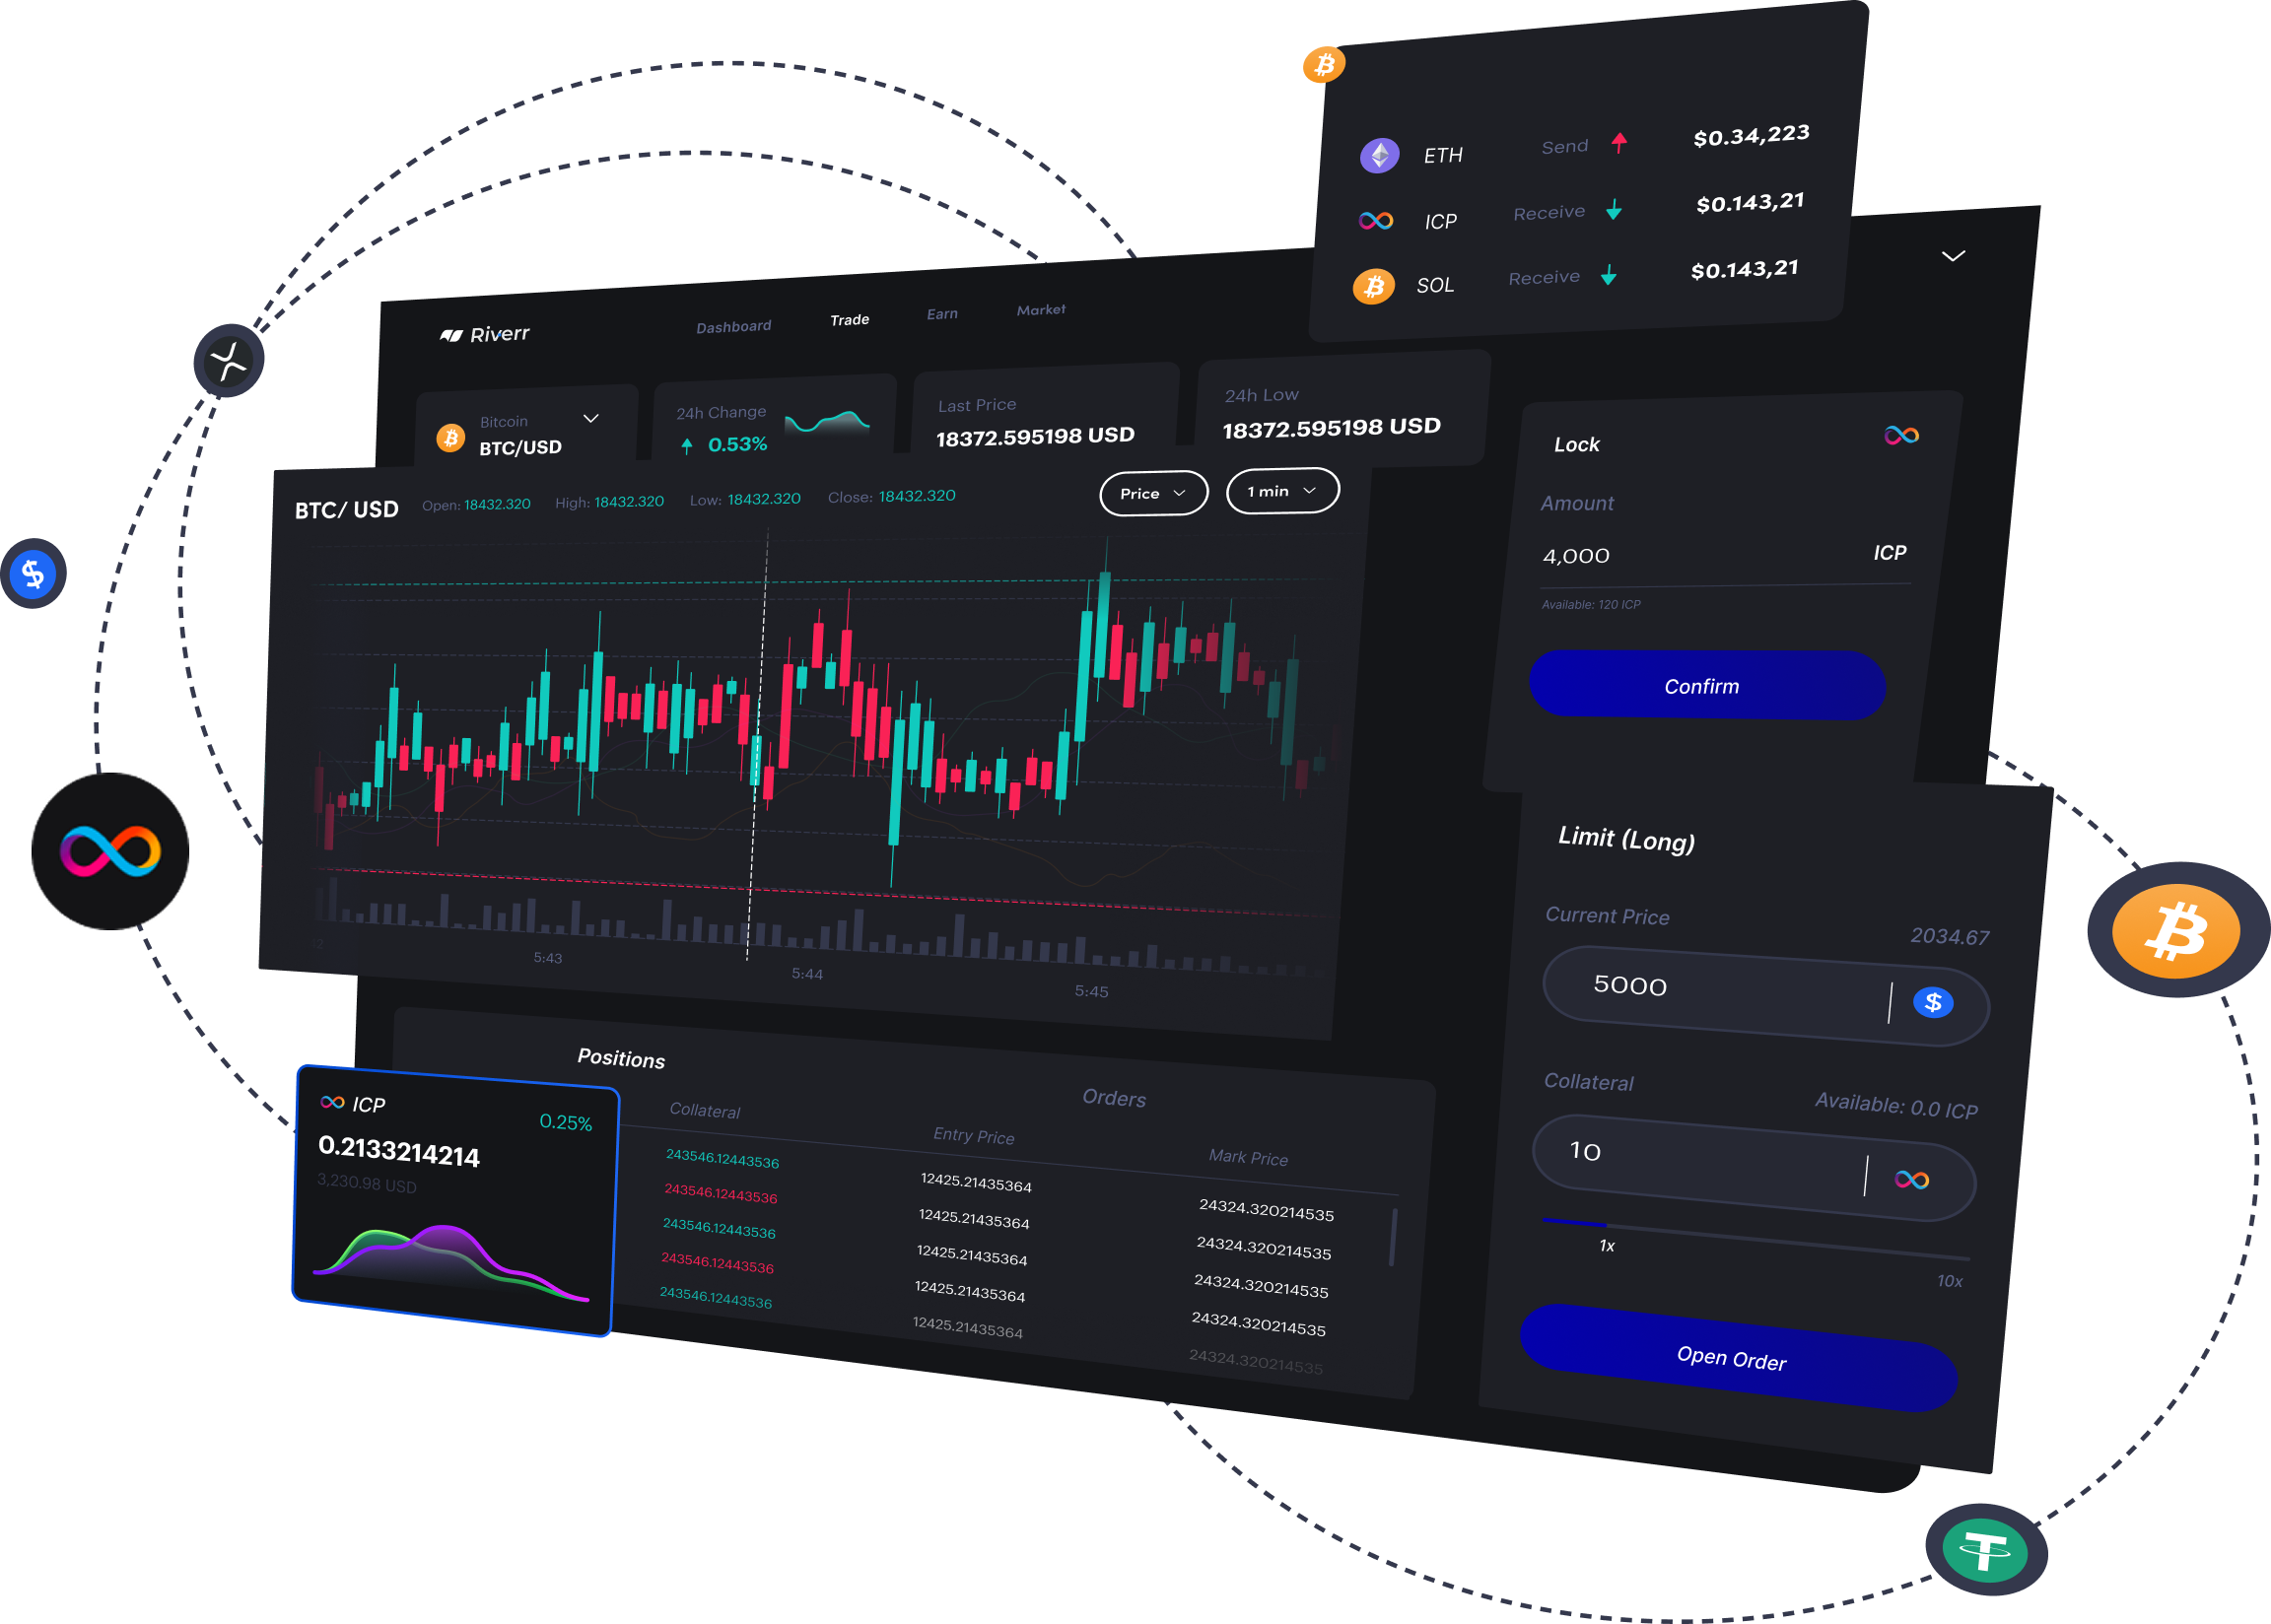 ETH Send $0.34,223
ICP Receive $0.143,21
SOL Receive $0.143,21
Riverr Dashboard Trade Earn Market
Bitcoin
BTC/USD
24h Change
0.53%
Last Price
18372.595198 USD
24h Low
18372.595198 USD
BTC/ USD Open: 18432.320 High: 18432.320 Low: 18432.320 Close: 18432.320 Price 1 min
5:43 5:44 5:45
Lock
Amount
4,000 ICP
Available: 120 ICP
Confirm
Limit (Long)
Current Price 2034.67
5000
Collateral Available: 0.0 ICP
10
1x 10x
Open Order
Positions Orders
Collateral Entry Price Mark Price
243546.12443536 12425.21435364 24324.320214535
243546.12443536 12425.21435364 24324.320214535
243546.12443536 12425.21435364 24324.320214535
243546.12443536 12425.21435364 24324.320214535
243546.12443536 12425.21435364 24324.320214535
ICP 0.25%
0.2133214214
3,230.98 USD